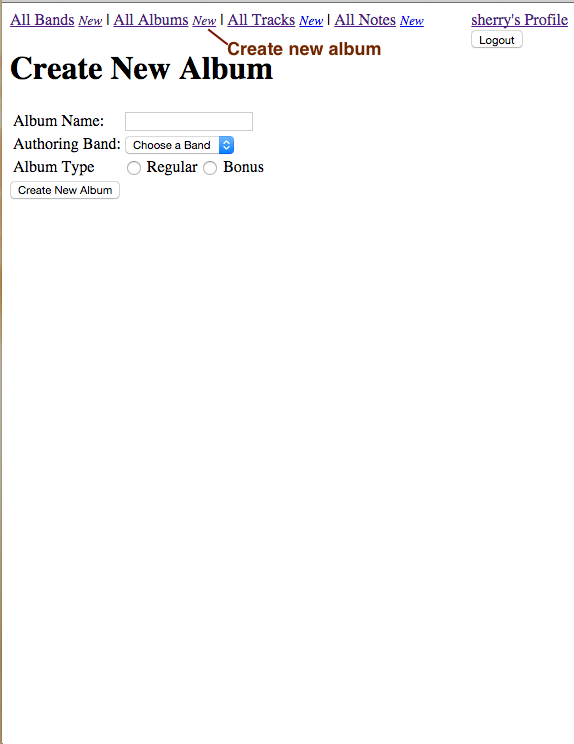 All Bands New | All Albums New | All Tracks New | All Notes New sherry's Profile
Logout
Create new album
Create New Album
Album Name:
Authoring Band: Choose a Band
Album Type Regular Bonus
Create New Album